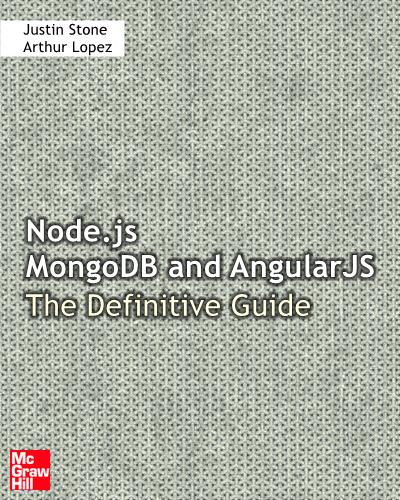 Justin Stone
Arthur Lopez
Node.js
MongoDB and AngularJS
The Definitive Guide
Mc
Graw
Hill